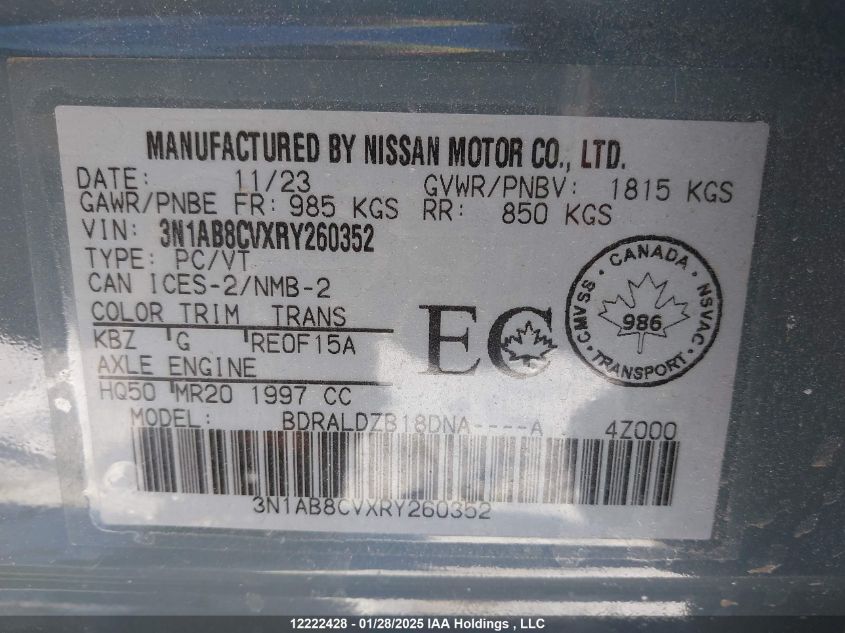 MANUFACTURED BY NISSAN MOTOR CO., LTD.
DATE: 11/23 GVWR/PNBV: 1815 KGS
GAWR/PNBE FR: 985 KGS RR: 850 KGS
VIN: 3N1AB8CVXRY260352
TYPE: PC/VT
CAN ICES-2/NMB-2
COLOR TRIM TRANS
KBZ G RE0F15A
AXLE ENGINE
HQ50 MR20 1997 CC
EC
CANADA
CMVSS 986 NSVAC
TRANSPORT
MODEL: BDRALDZB18DNA----A 4Z000
3N1AB8CVXRY260352
12222428 - 01/28/2025 IAA Holdings , LLC